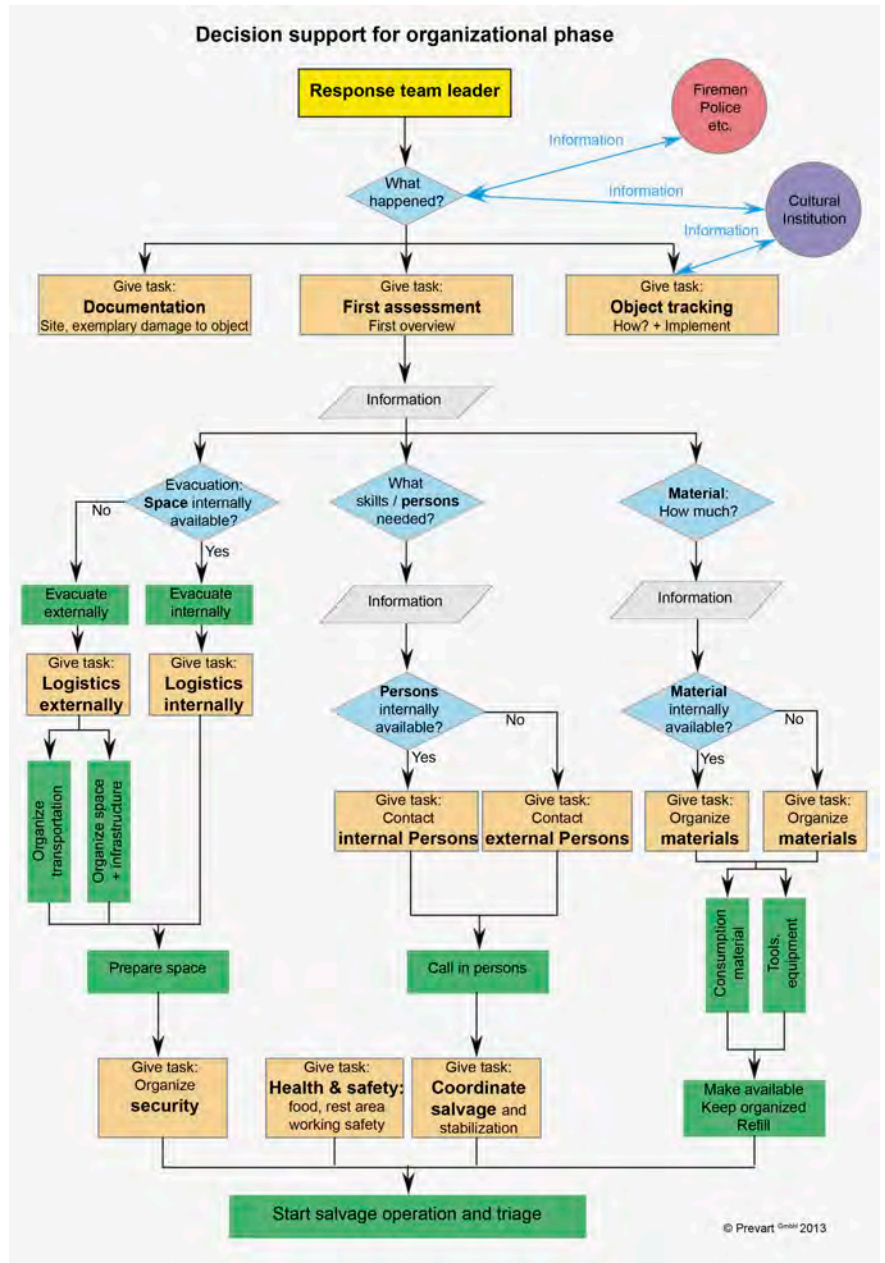 Decision support for organizational phase
Response team leader
Firemen
Police
etc.
Information
What
happened?
Information
Cultural
Institution
Information
Give task:
Documentation
Site, exemplary damage to object
Give task:
First assessment
First overview
Give task:
Object tracking
How? + Implement
Information
Evacuation:
Space internally
available?
What
skills / persons
needed?
Material:
How much?
No
Yes
Evacuate
externally
Evacuate
internally
Information
Information
Give task:
Logistics
externally
Give task:
Logistics
internally
Persons
internally
available?
Material
internally
available?
No
No
Yes
Yes
Organize
transportation
Organize space
+ infrastructure
Give task:
Contact
internal Persons
Give task:
Contact
external Persons
Give task:
Organize
materials
Give task:
Organize
materials
Consumption
material
Tools,
equipment
Prepare space
Call in persons
Give task:
Organize
security
Give task:
Health & safety:
food, rest area
working safety
Give task:
Coordinate
salvage and
stabilization
Make available
Keep organized
Refill
Start salvage operation and triage
© Prevart GmbH 2013